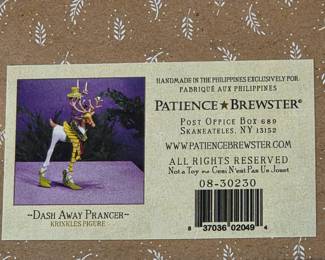 HANDMADE IN THE PHILIPPINES EXCLUSIVELY FOR:
FABRIQUÉ AUX PHILIPPINES
PATIENCE★BREWSTER®
POST OFFICE BOX 689
SKANEATELES, NY 13152
WWW.PATIENCEBREWSTER.COM
ALL RIGHTS RESERVED
Not a Toy ~ Ceci N'est Pas Un Jouet
08-30230
8 37036 02049 4
~DASH AWAY PRANCER~
KRINKLES FIGURE